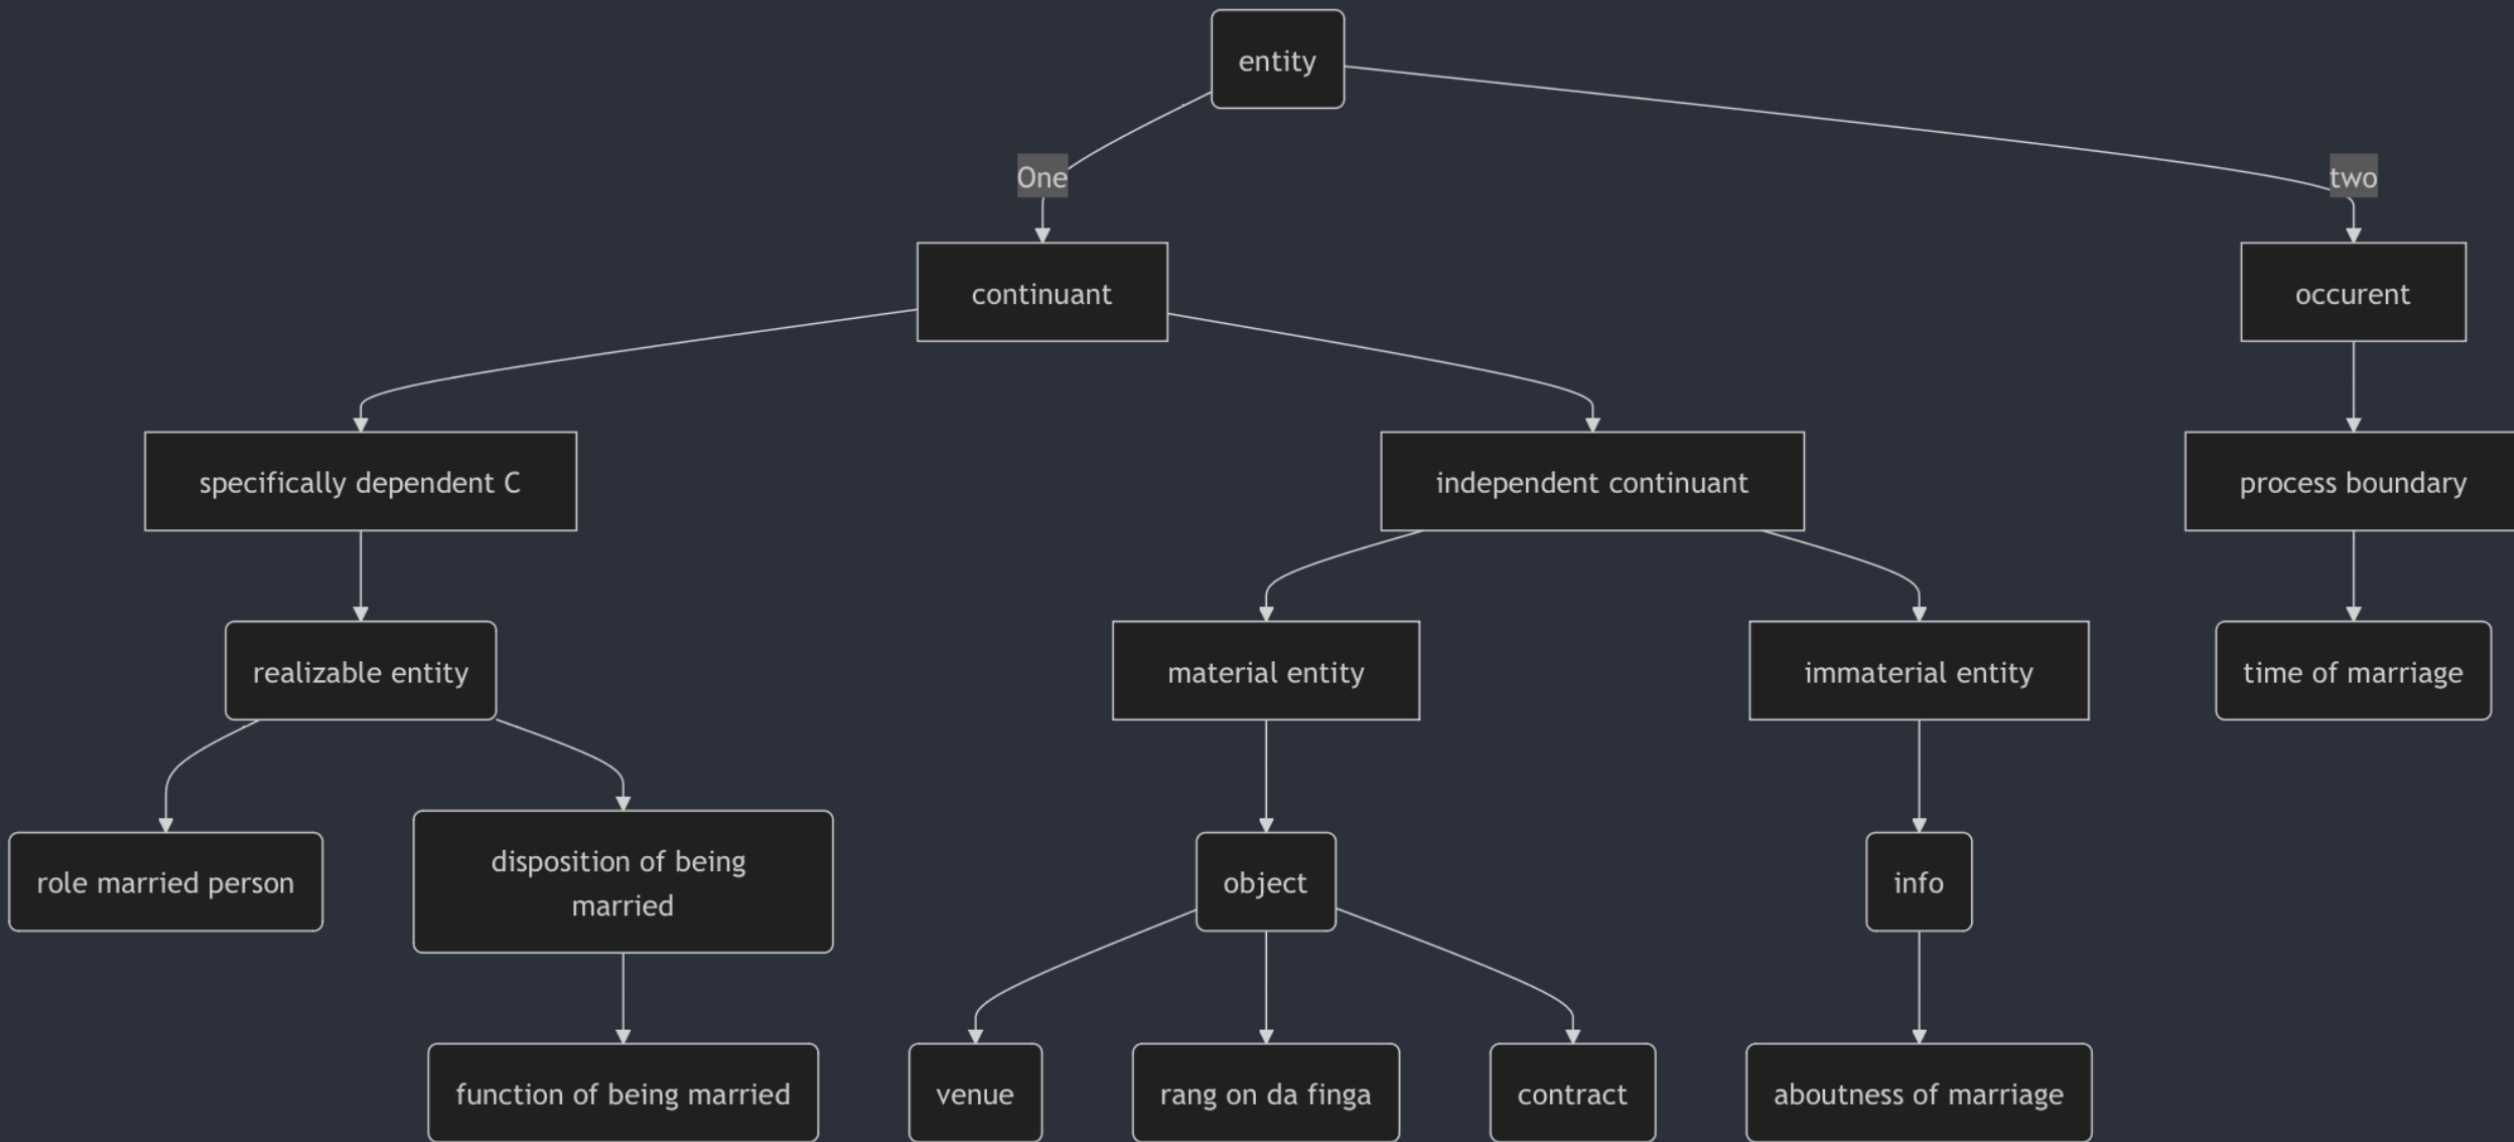 entity
One
two
continuant
occurent
specifically dependent C
independent continuant
process boundary
realizable entity
material entity
immaterial entity
time of marriage
role married person
disposition of being
married
object
info
function of being married
venue
rang on da finga
contract
aboutness of marriage